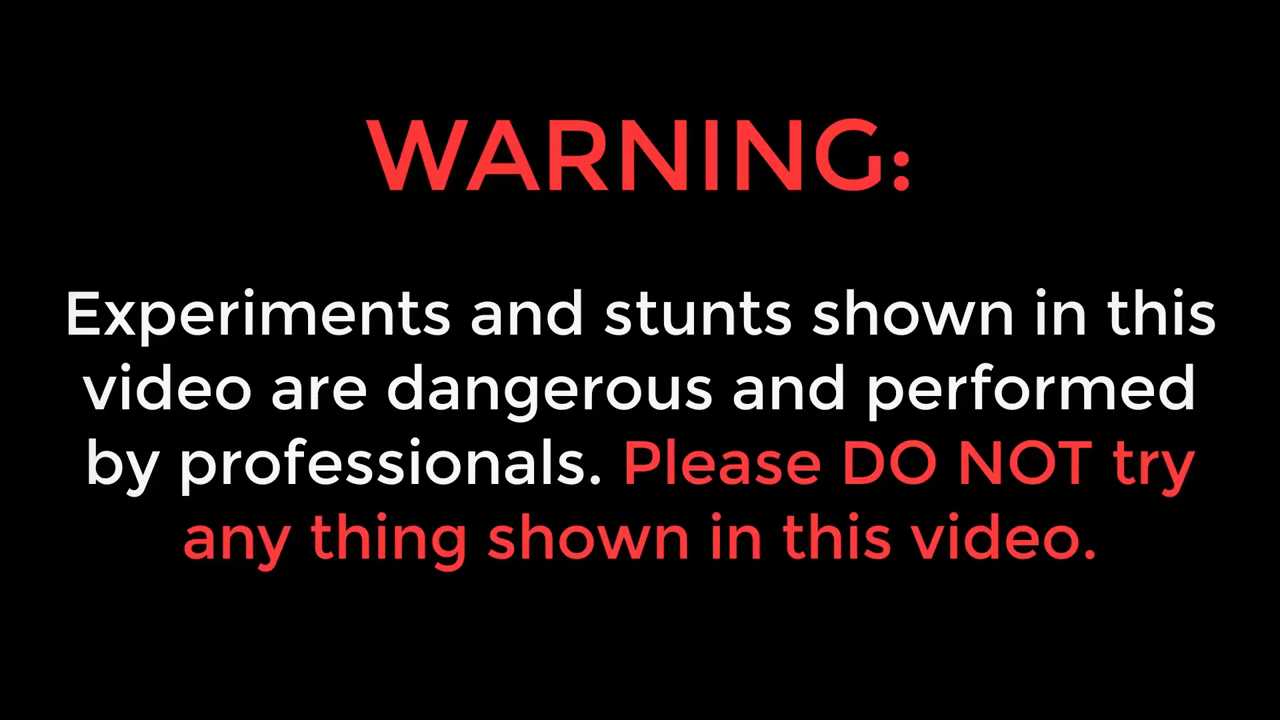 WARNING:
Experiments and stunts shown in this
video are dangerous and performed
by professionals. Please DO NOT try
any thing shown in this video.